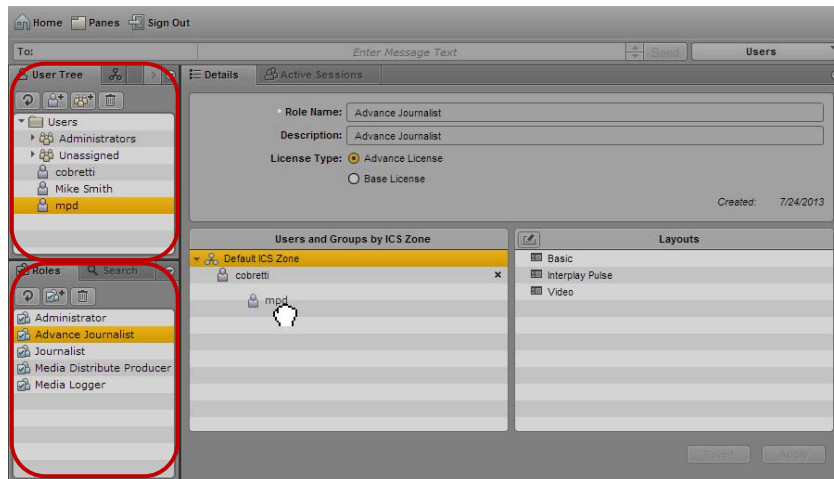 Home Panes Sign Out
To: Enter Message Text Send Users
User Tree
Users
Administrators
Unassigned
cobretti
Mike Smith
mpd
Roles Search
Administrator
Advance Journalist
Journalist
Media Distribute Producer
Media Logger
Details Active Sessions
* Role Name: Advance Journalist
Description: Advance Journalist
License Type: Advance License
Base License
Created: 7/24/2013
Users and Groups by ICS Zone
Default ICS Zone
cobretti x
mpd
Layouts
Basic
Interplay Pulse
Video
Revert Apply